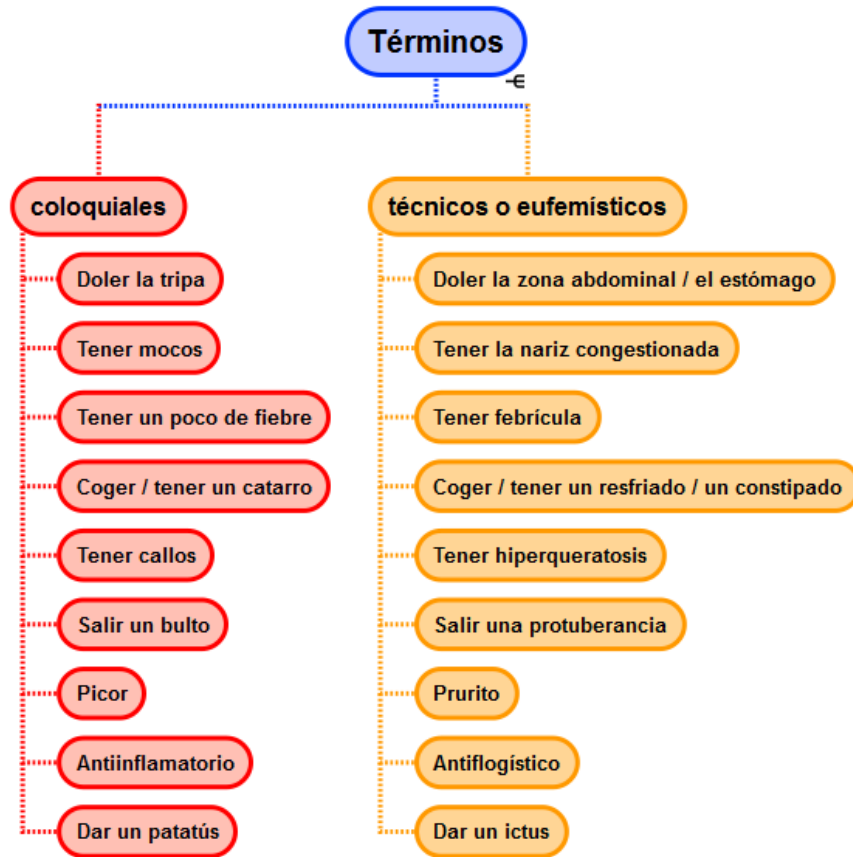 Términos
coloquiales
Doler la tripa
Tener mocos
Tener un poco de fiebre
Coger / tener un catarro
Tener callos
Salir un bulto
Picor
Antiinflamatorio
Dar un patatús
técnicos o eufemísticos
Doler la zona abdominal / el estómago
Tener la nariz congestionada
Tener febrícula
Coger / tener un resfriado / un constipado
Tener hiperqueratosis
Salir una protuberancia
Prurito
Antiflogístico
Dar un ictus